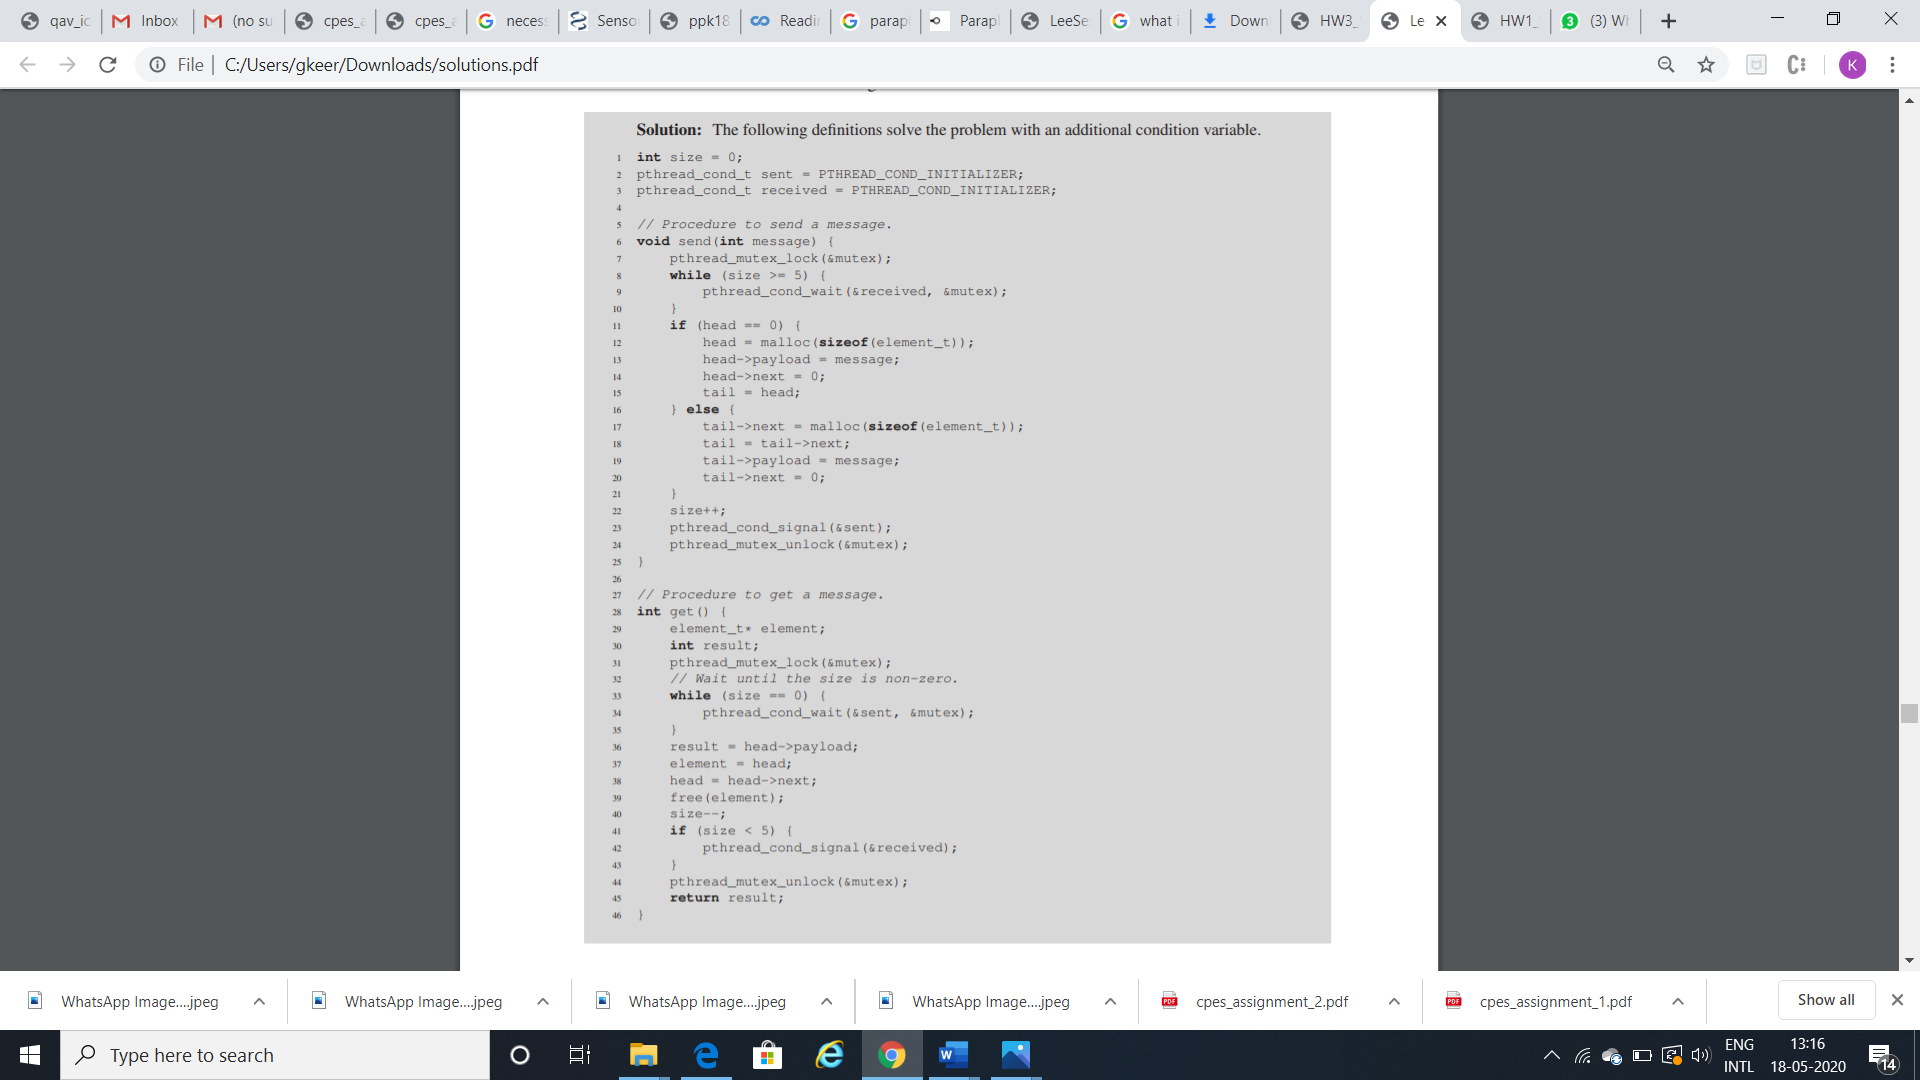 qav_ic
Inbox
(no su
cpes_a
cpes_a
necess
Senso
ppk18
Readin
parap
Parap
LeeSe
what i
Down
HW3_
Le
HW1_
(3) Wh
File | C:/Users/gkeer/Downloads/solutions.pdf
K
Solution: The following definitions solve the problem with an additional condition variable.
1 int size = 0;
2 pthread_cond_t sent = PTHREAD_COND_INITIALIZER;
3 pthread_cond_t received = PTHREAD_COND_INITIALIZER;
4
5 // Procedure to send a message.
6 void send(int message) {
7 pthread_mutex_lock(&mutex);
8 while (size >= 5) {
9 pthread_cond_wait(&received, &mutex);
10 }
11 if (head == 0) {
12 head = malloc(sizeof(element_t));
13 head->payload = message;
14 head->next = 0;
15 tail = head;
16 } else {
17 tail->next = malloc(sizeof(element_t));
18 tail = tail->next;
19 tail->payload = message;
20 tail->next = 0;
21 }
22 size++;
23 pthread_cond_signal(&sent);
24 pthread_mutex_unlock(&mutex);
25 }
26
27 // Procedure to get a message.
28 int get() {
29 element_t* element;
30 int result;
31 pthread_mutex_lock(&mutex);
32 // Wait until the size is non-zero.
33 while (size == 0) {
34 pthread_cond_wait(&sent, &mutex);
35 }
36 result = head->payload;
37 element = head;
38 head = head->next;
39 free(element);
40 size--;
41 if (size < 5) {
42 pthread_cond_signal(&received);
43 }
44 pthread_mutex_unlock(&mutex);
45 return result;
46 }
WhatsApp Image....jpeg
WhatsApp Image....jpeg
WhatsApp Image....jpeg
WhatsApp Image....jpeg
cpes_assignment_2.pdf
cpes_assignment_1.pdf
Show all
Type here to search
ENG
INTL
13:16
18-05-2020
14